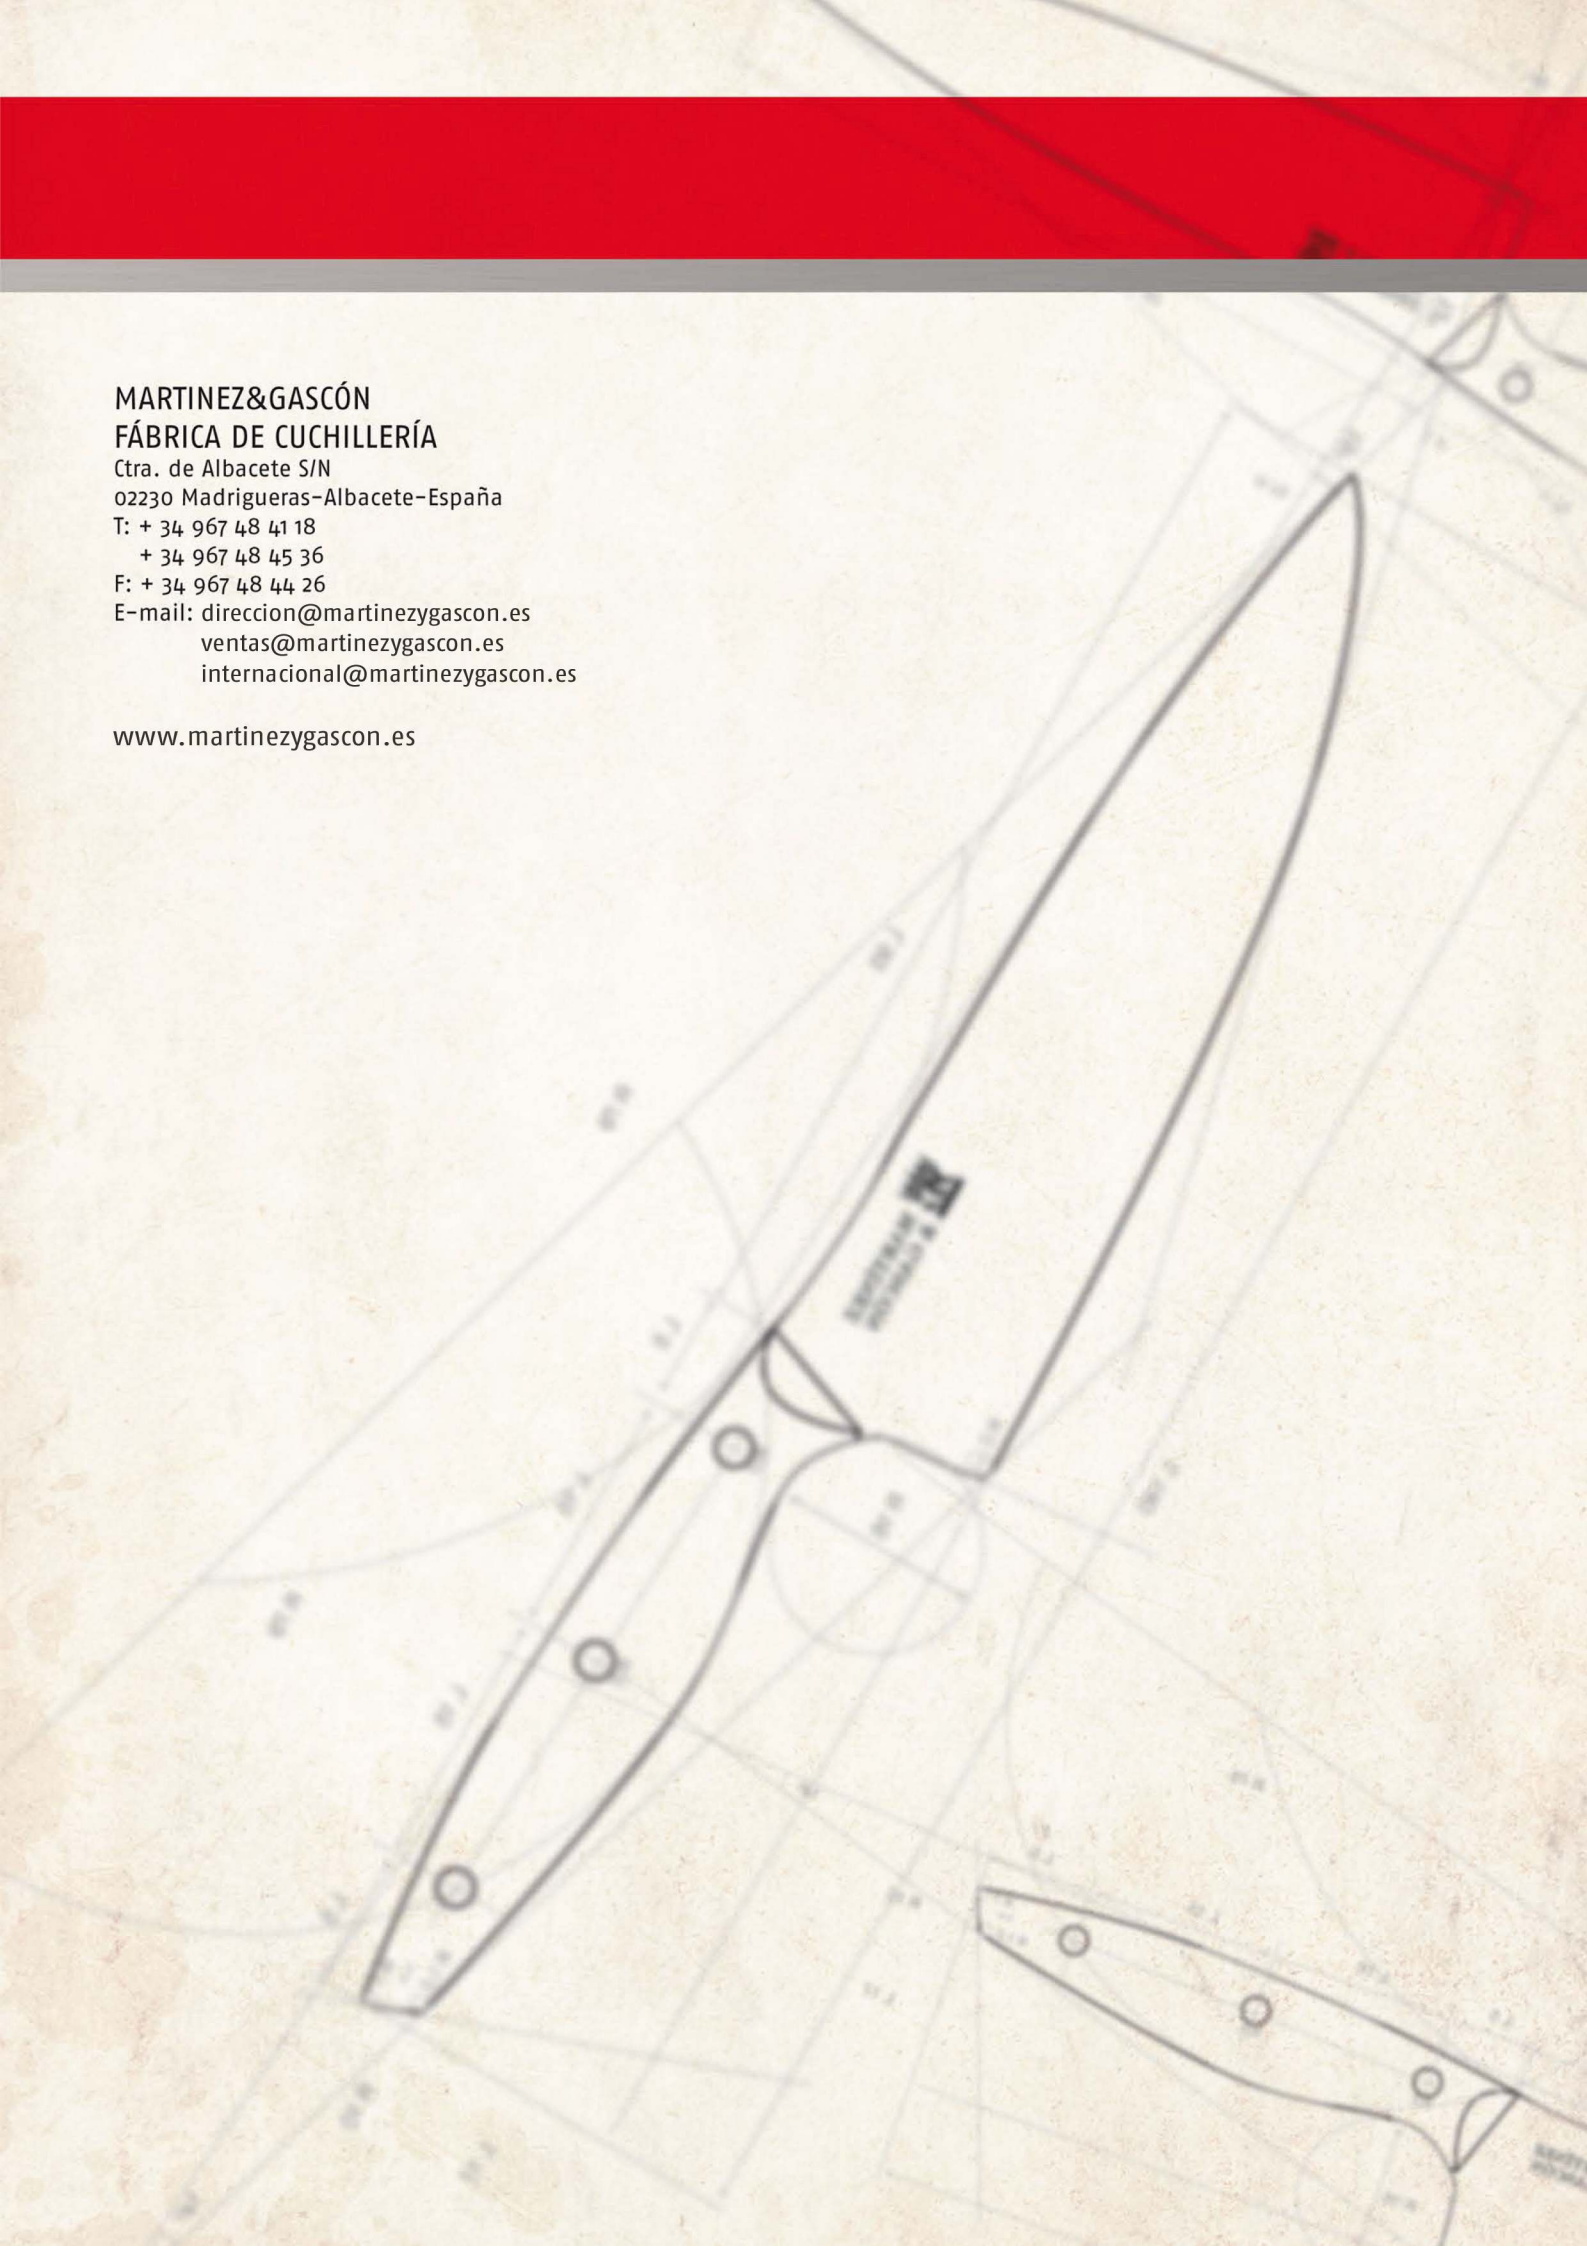 MARTINEZ&GASCÓN
FÁBRICA DE CUCHILLERÍA
Ctra. de Albacete S/N
02230 Madrigueras-Albacete-España
T: + 34 967 48 41 18
+ 34 967 48 45 36
F: + 34 967 48 44 26
E-mail: direccion@martinezygascon.es
ventas@martinezygascon.es
internacional@martinezygascon.es
www.martinezygascon.es
MARTINEZ
& GASCON